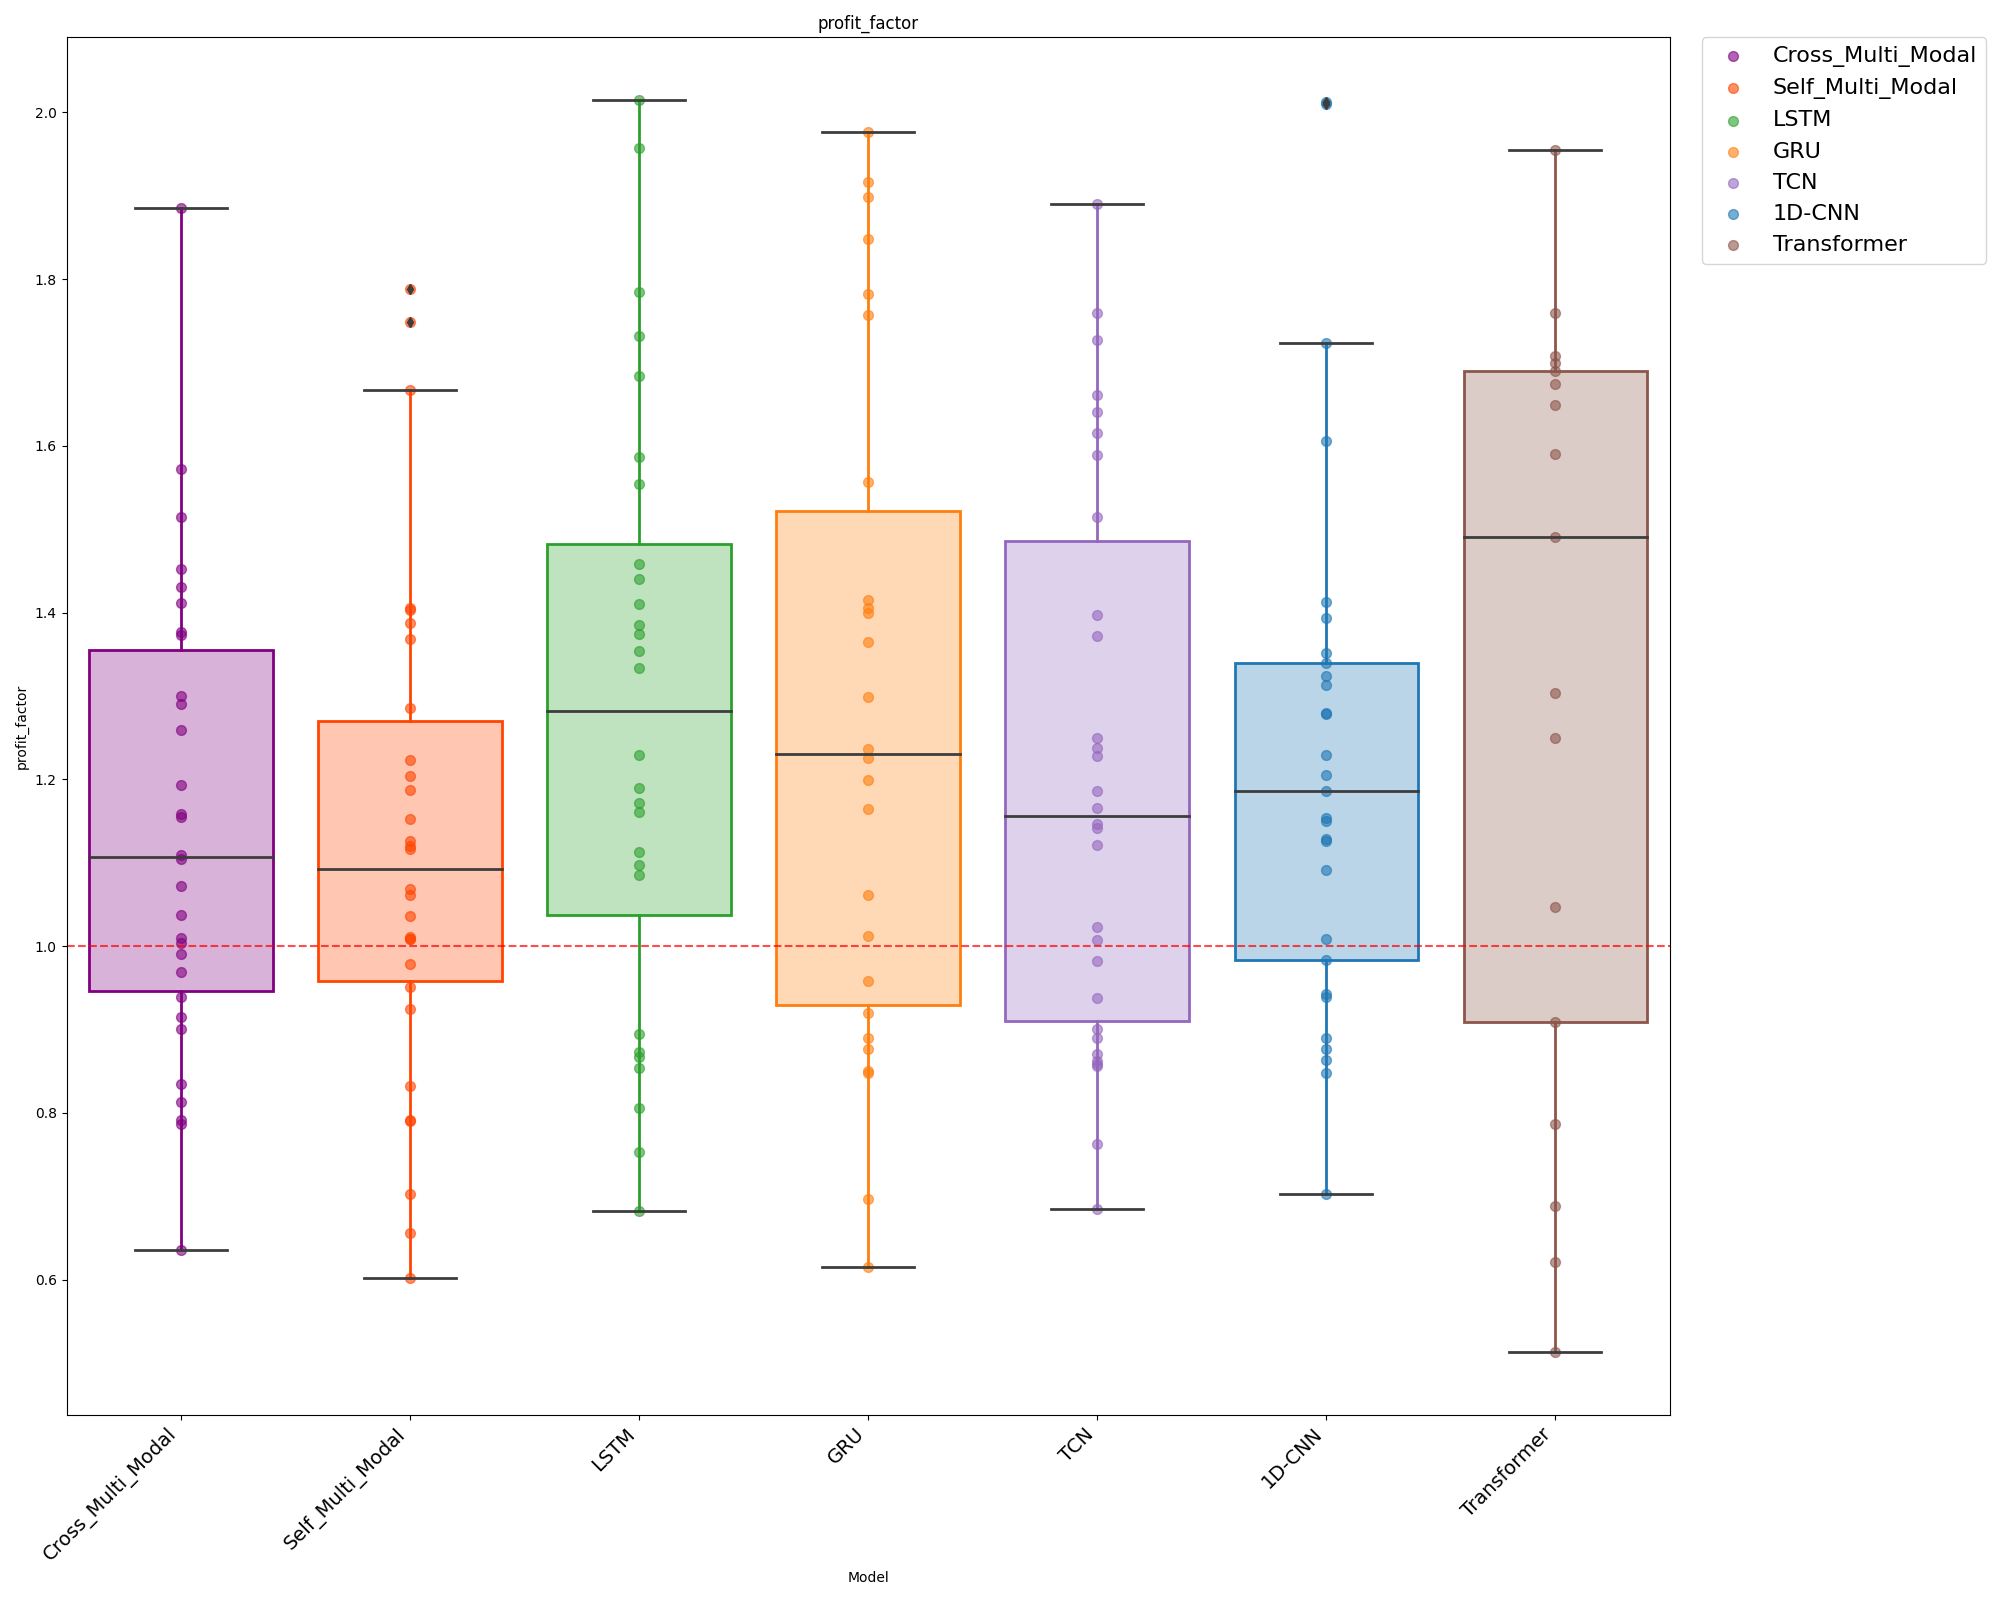 profit_factor
Cross_Multi_Modal
Self_Multi_Modal
LSTM
GRU
TCN
1D-CNN
Transformer
profit_factor
2.0
1.8
1.6
1.4
1.2
1.0
0.8
0.6
Cross_Multi_Modal
Self_Multi_Modal
LSTM
GRU
TCN
1D-CNN
Transformer
Model